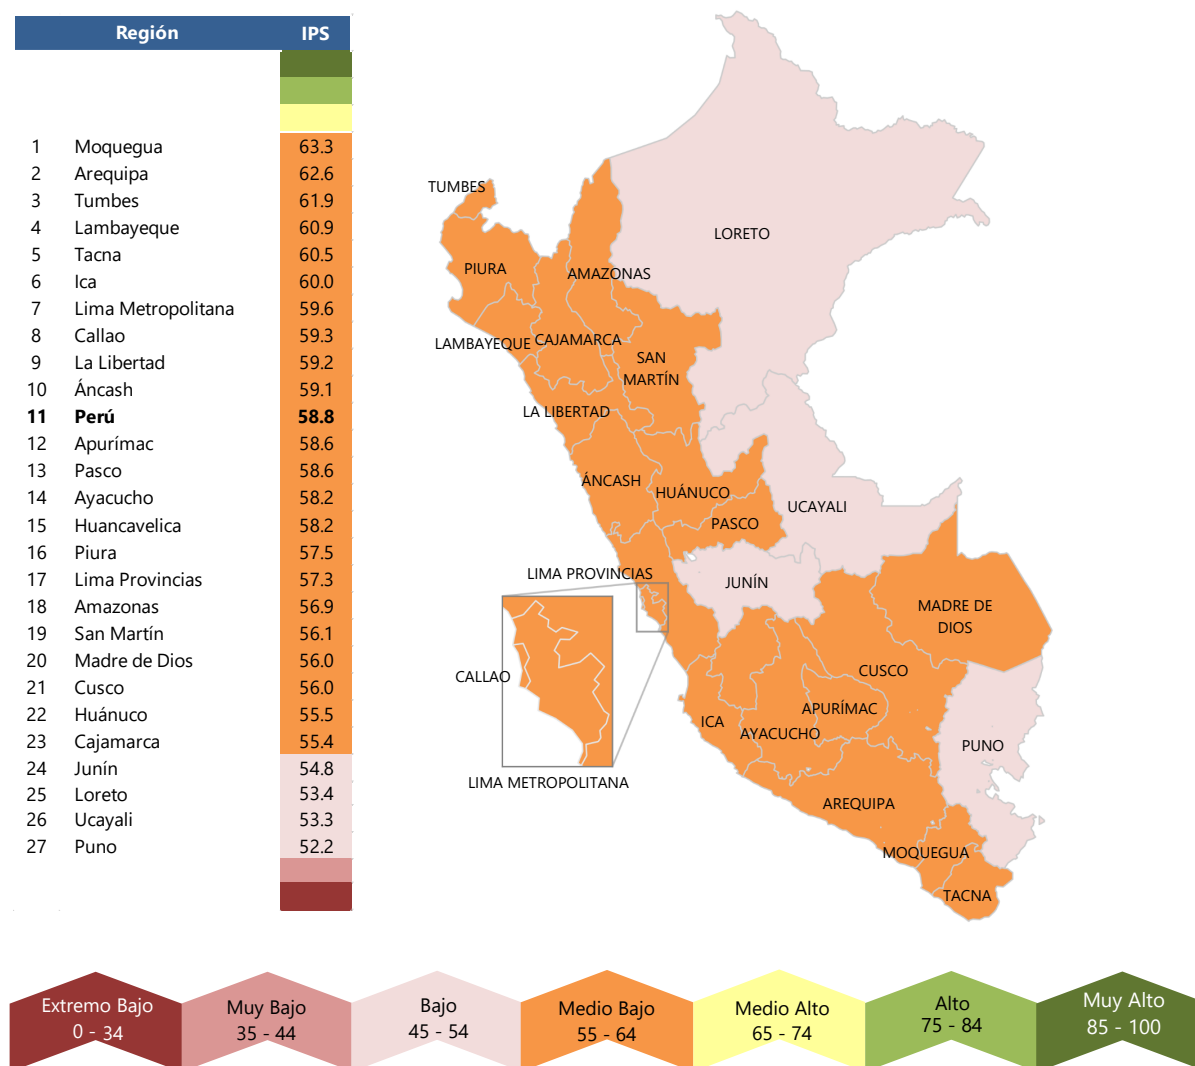 Región IPS
1 Moquegua 63.3
2 Arequipa 62.6
3 Tumbes 61.9
4 Lambayeque 60.9
5 Tacna 60.5
6 Ica 60.0
7 Lima Metropolitana 59.6
8 Callao 59.3
9 La Libertad 59.2
10 Áncash 59.1
11 Perú 58.8
12 Apurímac 58.6
13 Pasco 58.6
14 Ayacucho 58.2
15 Huancavelica 58.2
16 Piura 57.5
17 Lima Provincias 57.3
18 Amazonas 56.9
19 San Martín 56.1
20 Madre de Dios 56.0
21 Cusco 56.0
22 Huánuco 55.5
23 Cajamarca 55.4
24 Junín 54.8
25 Loreto 53.4
26 Ucayali 53.3
27 Puno 52.2
TUMBES
LORETO
PIURA
AMAZONAS
LAMBAYEQUE
CAJAMARCA
SAN
MARTÍN
LA LIBERTAD
ÁNCASH
HUÁNUCO
UCAYALI
PASCO
LIMA PROVINCIAS
JUNÍN
MADRE DE
DIOS
CALLAO
CUSCO
ICA
APURÍMAC
AYACUCHO
PUNO
LIMA METROPOLITANA
AREQUIPA
MOQUEGUA
TACNA
Extremo Bajo
0 - 34
Muy Bajo
35 - 44
Bajo
45 - 54
Medio Bajo
55 - 64
Medio Alto
65 - 74
Alto
75 - 84
Muy Alto
85 - 100